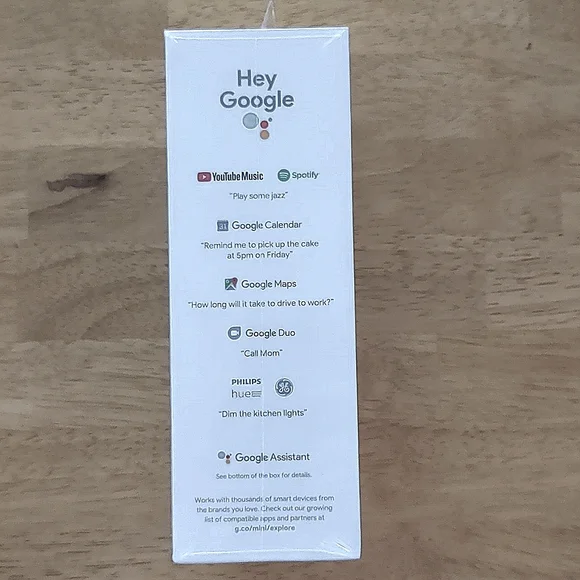 Hey
Google
YouTube Music Spotify
"Play some jazz"
31 Google Calendar
"Remind me to pick up the cake
at 5pm on Friday"
Google Maps
"How long will it take to drive to work?"
Google Duo
"Call Mom"
PHILIPS
hue GE
"Dim the kitchen lights"
Google Assistant
See bottom of the box for details.
Works with thousands of smart devices from
the brands you love. Check out our growing
list of compatible apps and partners at
g.co/mini/explore